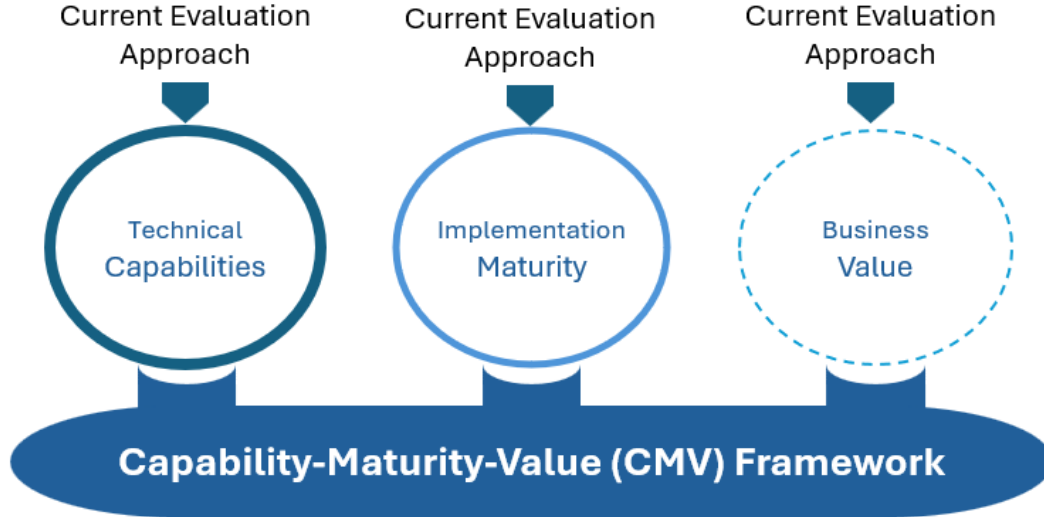 Current Evaluation
Approach
Current Evaluation
Approach
Current Evaluation
Approach
Technical
Capabilities
Implementation
Maturity
Business
Value
Capability-Maturity-Value (CMV) Framework